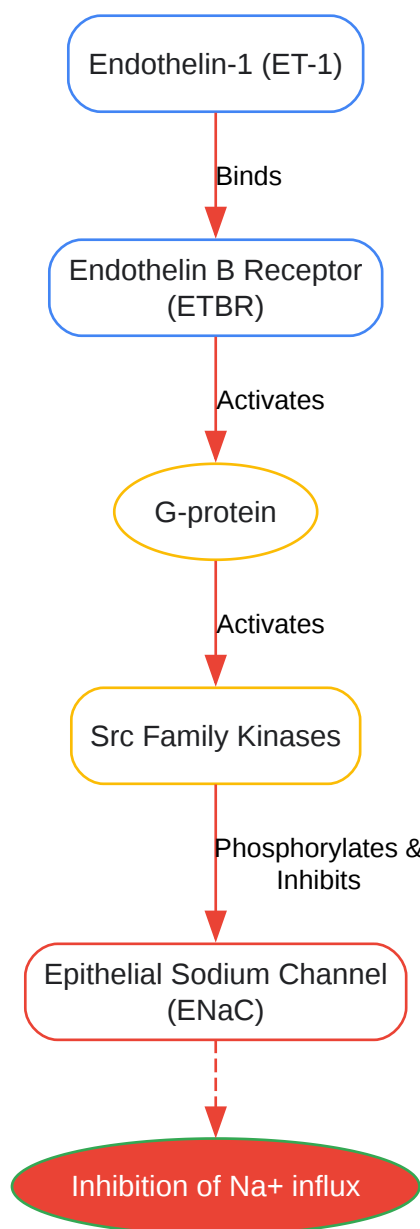 Endothelin-1 (ET-1)
Binds
Endothelin B Receptor
(ETBR)
Activates
G-protein
Activates
Src Family Kinases
Phosphorylates &
Inhibits
Epithelial Sodium Channel
(ENaC)
Inhibition of Na+ influx